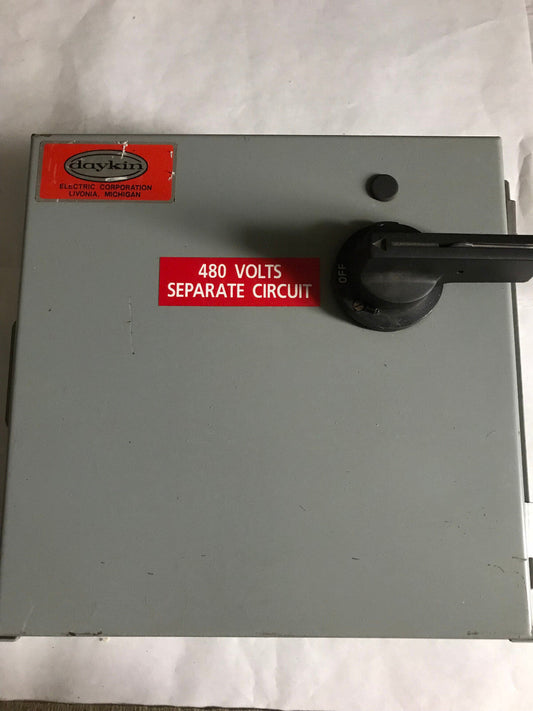 daykin
ELECTRIC CORPORATION
LIVONIA, MICHIGAN
480 VOLTS
SEPARATE CIRCUIT
OFF